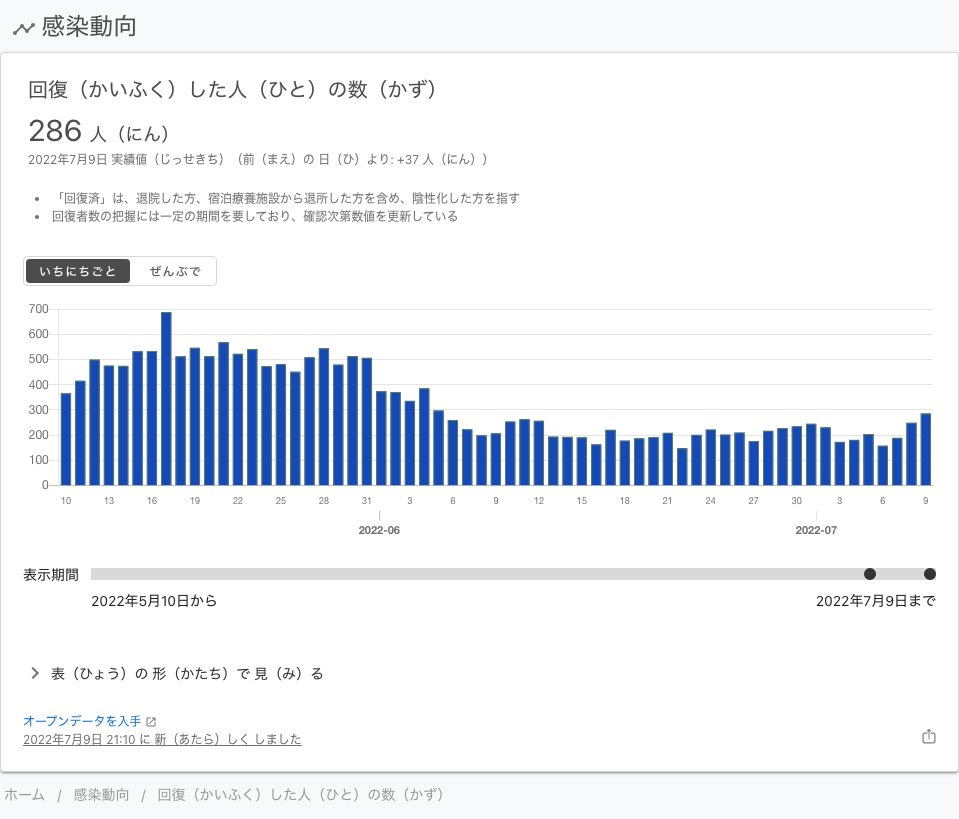 感染動向
回復（かいふく）した人（ひと）の数（かず）
286 人（にん）
2022年7月9日 実績値（じっせきち）（前（まえ）の 日（ひ）より: +37 人（にん））
• 「回復済」は、退院した方、宿泊療養施設から退所した方を含め、陰性化した方を指す
• 回復者数の把握には一定の期間を要しており、確認次第数値を更新している
いちにちごと ぜんぶで
700
600
500
400
300
200
100
0
10 13 16 19 22 25 28 31 3 6 9 12 15 18 21 24 27 30 3 6 9
2022-06 2022-07
表示期間
2022年5月10日から 2022年7月9日まで
表（ひょう）の 形（かたち）で 見（み）る
オープンデータを入手
2022年7月9日 21:10 に 新（あたら）しく しました
ホーム / 感染動向 / 回復（かいふく）した人（ひと）の数（かず）